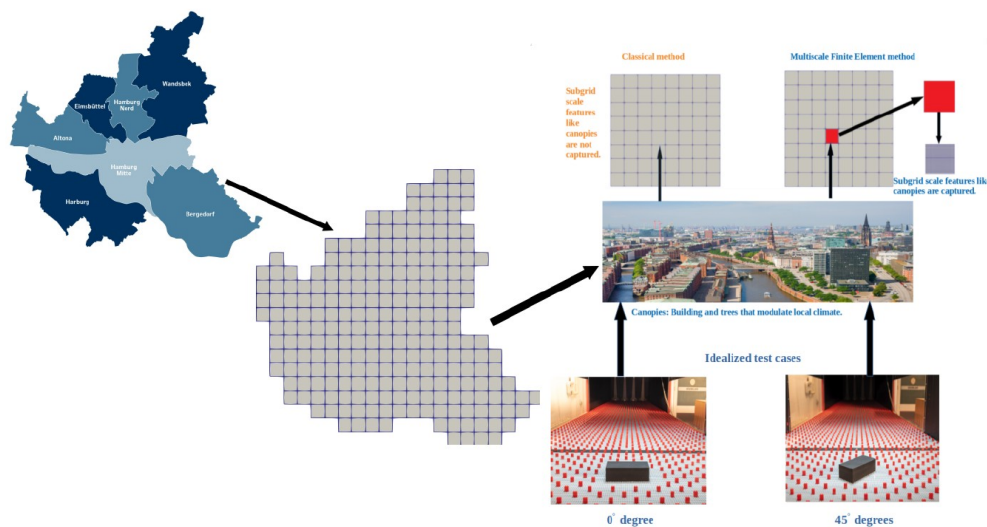 Wandsbek
Eimsbüttel
Hamburg
Nord
Altona
Hamburg
Mitte
Harburg
Bergedorf
Classical method
Subgrid
scale
features
like
canopies
are not
captured.
Multiscale Finite Element method
Subgrid scale features like
canopies are captured.
Canopies: Building and trees that modulate local climate.
Idealized test cases
0° degree
45° degrees